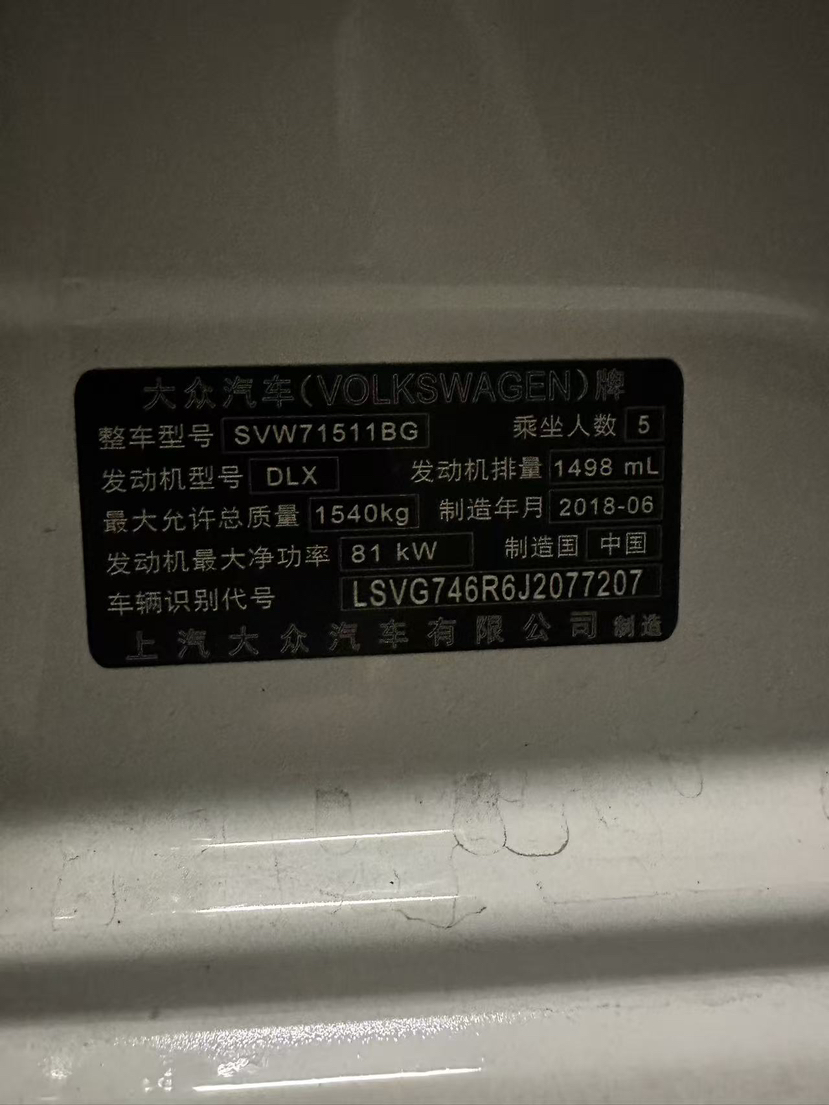 大众汽车(VOLKSWAGEN)牌
整车型号 SVW71511BG 乘坐人数 5
发动机型号 DLX 发动机排量 1498 mL
最大允许总质量 1540kg 制造年月 2018-06
发动机最大净功率 81 kW 制造国 中国
车辆识别代号 LSVG746R6J2077207
上汽大众汽车有限公司 制造